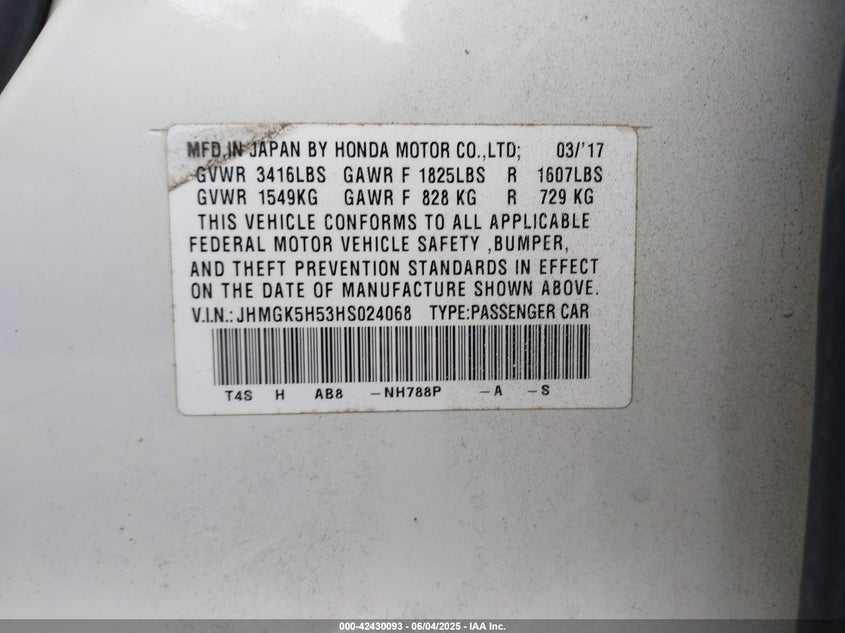 MFD.IN JAPAN BY HONDA MOTOR CO.,LTD; 03/'17
GVWR 3416LBS GAWR F 1825LBS R 1607LBS
GVWR 1549KG GAWR F 828 KG R 729 KG
THIS VEHICLE CONFORMS TO ALL APPLICABLE
FEDERAL MOTOR VEHICLE SAFETY ,BUMPER,
AND THEFT PREVENTION STANDARDS IN EFFECT
ON THE DATE OF MANUFACTURE SHOWN ABOVE.
V.I.N.: JHMGK5H53HS024068 TYPE:PASSENGER CAR
T4S H AB8 -NH788P -A -S
000-42430093 - 06/04/2025 - IAA Inc.